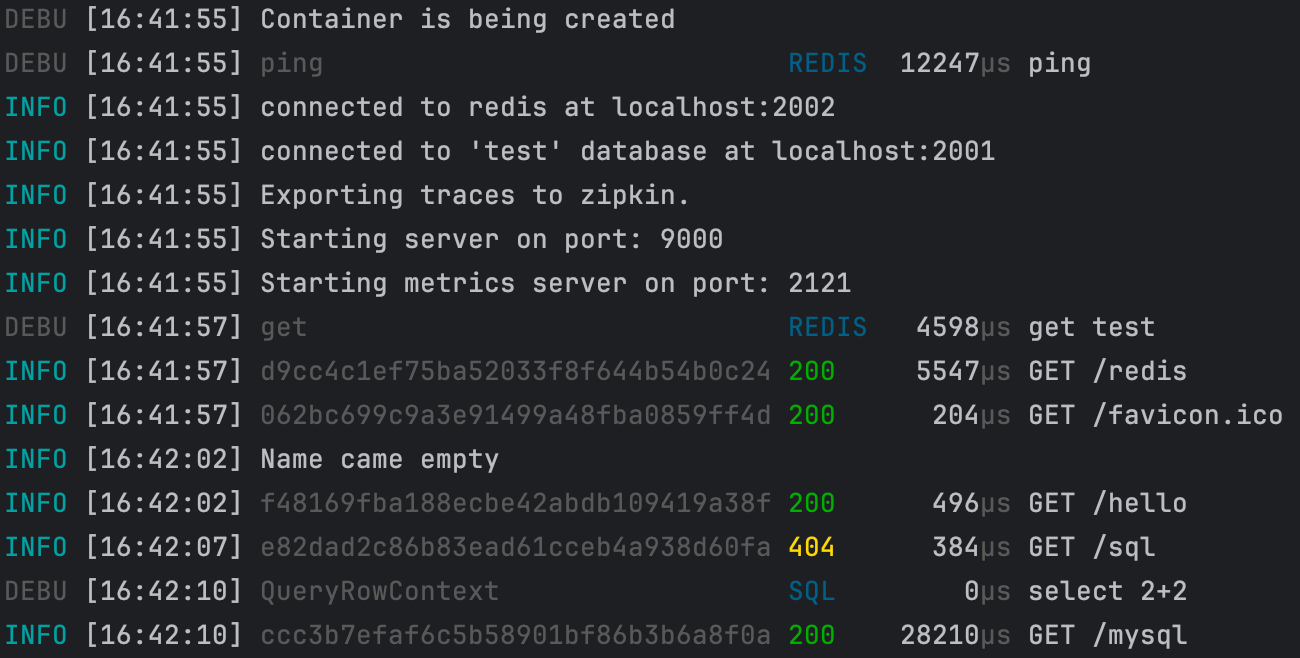 DEBU [16:41:55] Container is being created
DEBU [16:41:55] ping REDIS 12247µs ping
INFO [16:41:55] connected to redis at localhost:2002
INFO [16:41:55] connected to 'test' database at localhost:2001
INFO [16:41:55] Exporting traces to zipkin.
INFO [16:41:55] Starting server on port: 9000
INFO [16:41:55] Starting metrics server on port: 2121
DEBU [16:41:57] get REDIS 4598µs get test
INFO [16:41:57] d9cc4c1ef75ba52033f8f644b54b0c24 200 5547µs GET /redis
INFO [16:41:57] 062bc699c9a3e91499a48fba0859ff4d 200 204µs GET /favicon.ico
INFO [16:42:02] Name came empty
INFO [16:42:02] f48169fba188ecbe42abdb109419a38f 200 496µs GET /hello
INFO [16:42:07] e82dad2c86b83ead61cceb4a938d60fa 404 384µs GET /sql
DEBU [16:42:10] QueryRowContext SQL 0µs select 2+2
INFO [16:42:10] ccc3b7efaf6c5b58901bf86b3b6a8f0a 200 28210µs GET /mysql